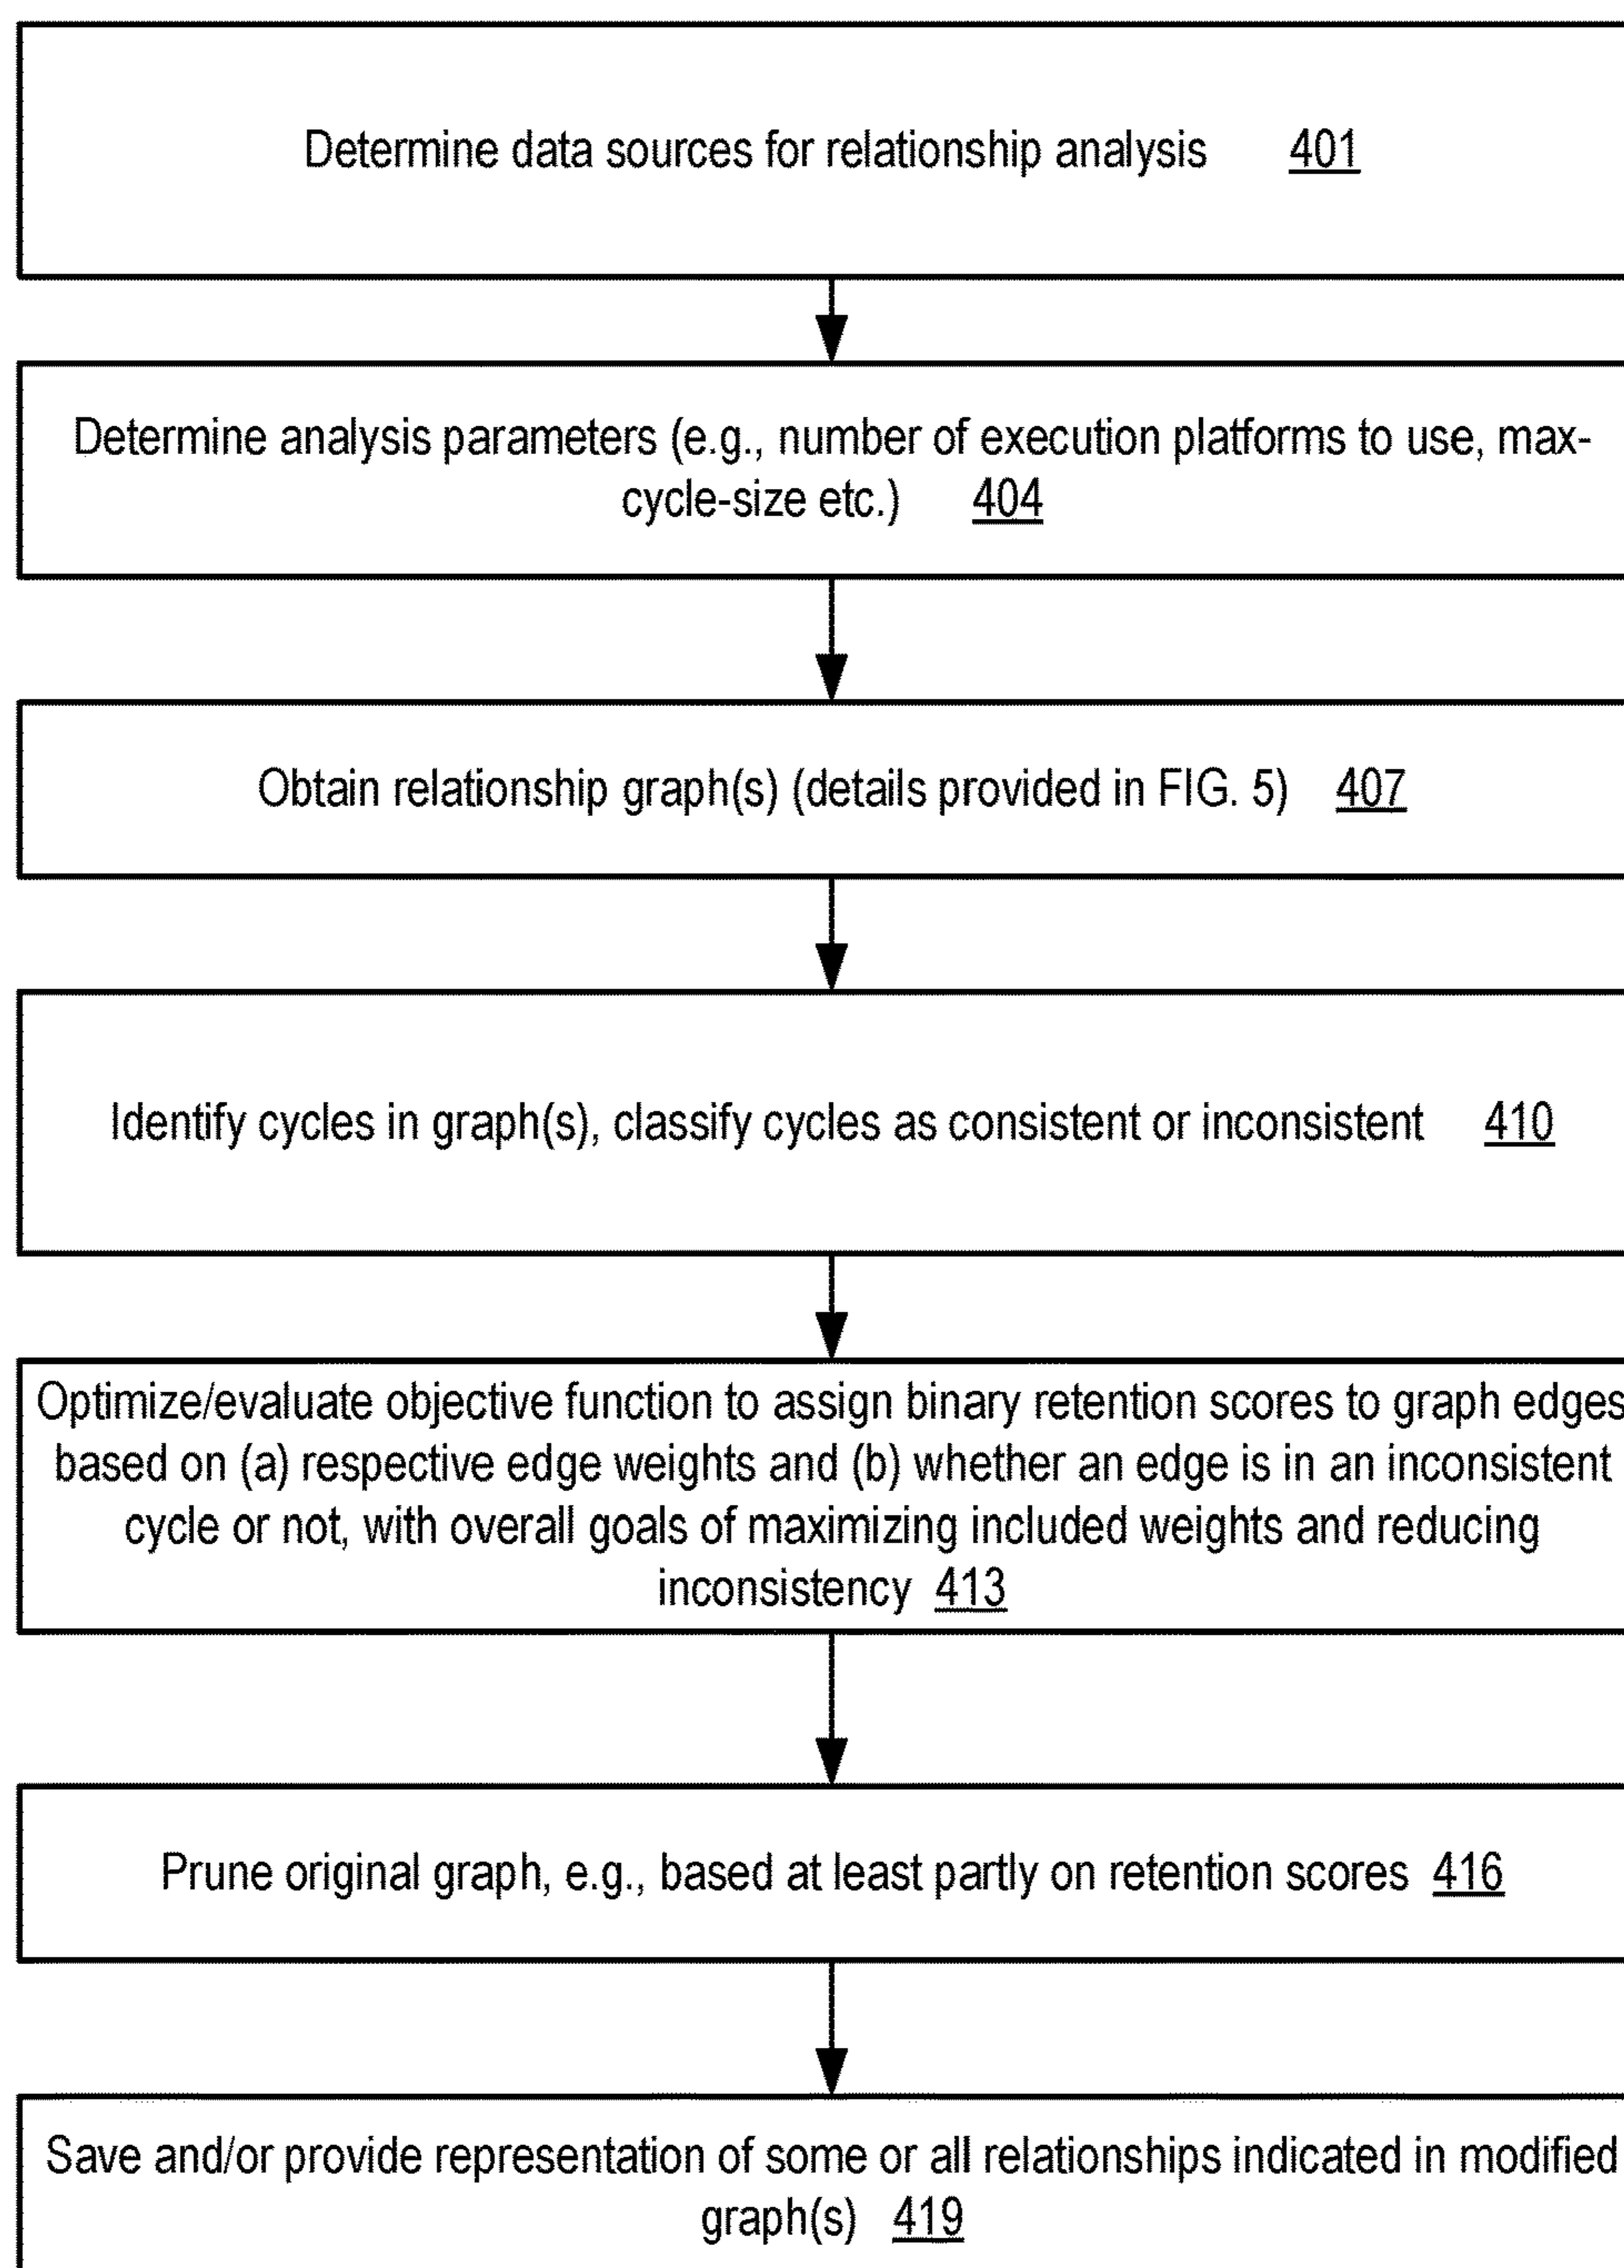 Determine data sources for relationship analysis 401
Determine analysis parameters (e.g., number of execution platforms to use, max-
cycle-size etc.) 404
Obtain relationship graph(s) (details provided in FIG. 5) 407
Identify cycles in graph(s), classify cycles as consistent or inconsistent 410
Optimize/evaluate objective function to assign binary retention scores to graph edges
based on (a) respective edge weights and (b) whether an edge is in an inconsistent
cycle or not, with overall goals of maximizing included weights and reducing
inconsistency 413
Prune original graph, e.g., based at least partly on retention scores 416
Save and/or provide representation of some or all relationships indicated in modified
graph(s) 419